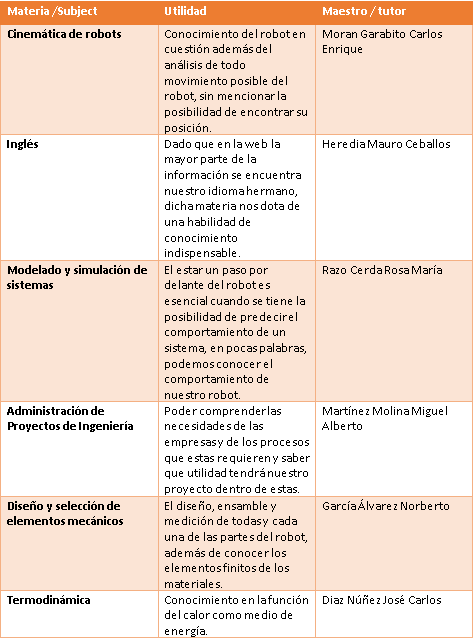 Materia /Subject Utilidad Maestro / tutor
Cinemática de robots Conocimiento del robot en Moran Garabito Carlos
cuestión además del Enrique
análisis de todo
movimiento posible del
robot, sin mencionar la
posibilidad de encontrar su
posición.
Inglés Dado que en la web la Heredia Mauro Ceballos
mayor parte de la
información se encuentra
nuestro idioma hermano,
dicha materia nos dota de
una habilidad de
conocimiento
indispensable.
Modelado y simulación de El estar un paso por Razo Cerda Rosa María
sistemas delante del robot es
esencial cuando se tiene la
posibilidad de predecir el
comportamiento de un
sistema, en pocas palabras,
podemos conocer el
comportamiento de
nuestro robot.
Administración de Poder comprender las Martínez Molina Miguel
Proyectos de Ingeniería necesidades de las Alberto
empresas y de los procesos
que estas requieren y saber
que utilidad tendrá nuestro
proyecto dentro de estas.
Diseño y selección de El diseño, ensamble y García Álvarez Norberto
elementos mecánicos medición de todas y cada
una de las partes del robot,
además de conocer los
elementos finitos de los
materiales.
Termodinámica Conocimiento en la función Diaz Núñez José Carlos
del calor como medio de
energía.